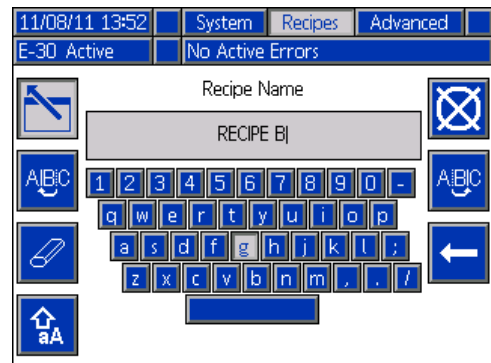 11/08/11 13:52 System Recipes Advanced
E-30 Active No Active Errors
Recipe Name
RECIPE B
A|B|C A|B|C
1 2 3 4 5 6 7 8 9 0 -
q w e r t y u i o p
a s d f g h j k l ;
z x c v b n m , . /
aA